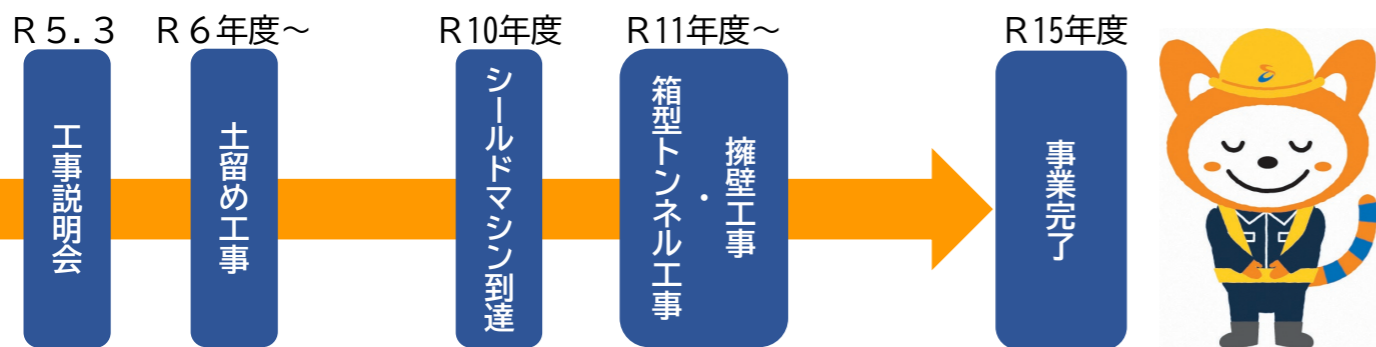 R5.3
工事説明会
R6年度～
土留め工事
R10年度
シールドマシン到達
R11年度～
擁壁工事
・
箱型トンネル工事
R15年度
事業完了